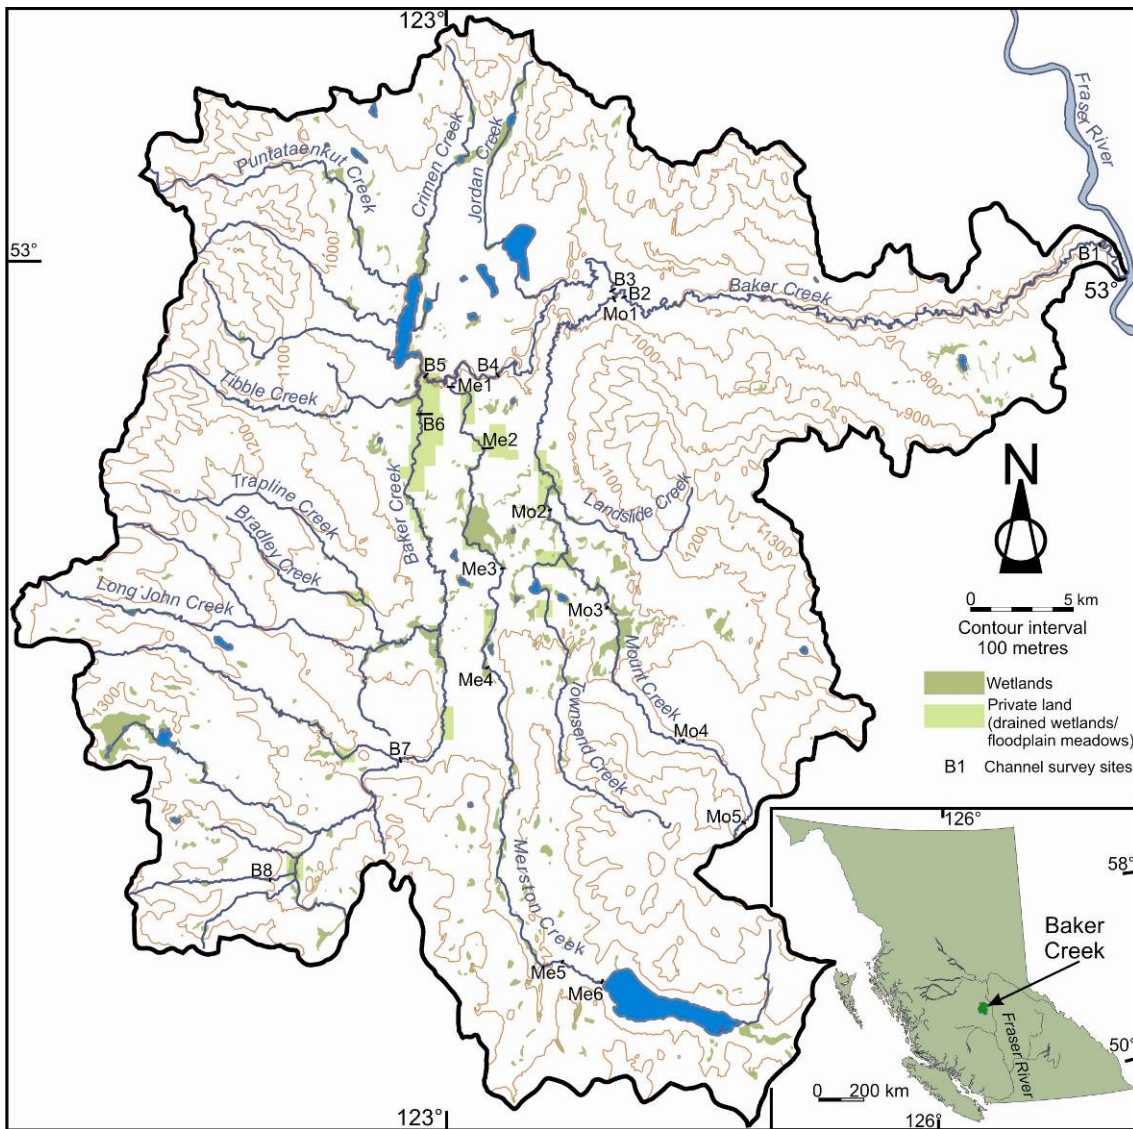 123°
Fraser River
Puntataenkut Creek
Crimen Creek
Jordan Creek
1000
53°
B1
53°
B3
B2
Mo1
Baker Creek
1000
800
900
B5
B4
Me1
1100
Tibble Creek
B6
Me2
1200
1100
Trapline Creek
Bradley Creek
Baker Creek
Mo2
Landslide Creek
1200
1300
N
Me3
Long John Creek
Mo3
0 5 km
Contour interval
100 metres
Me4
Mount Creek
Townsend Creek
Wetlands
Private land
(drained wetlands/
floodplain meadows)
B1 Channel survey sites
1300
Mo4
B7
Mo5
B8
Merston Creek
Me5
Me6
123°
126°
58°
Baker
Creek
Fraser River
50°
0 200 km
126°